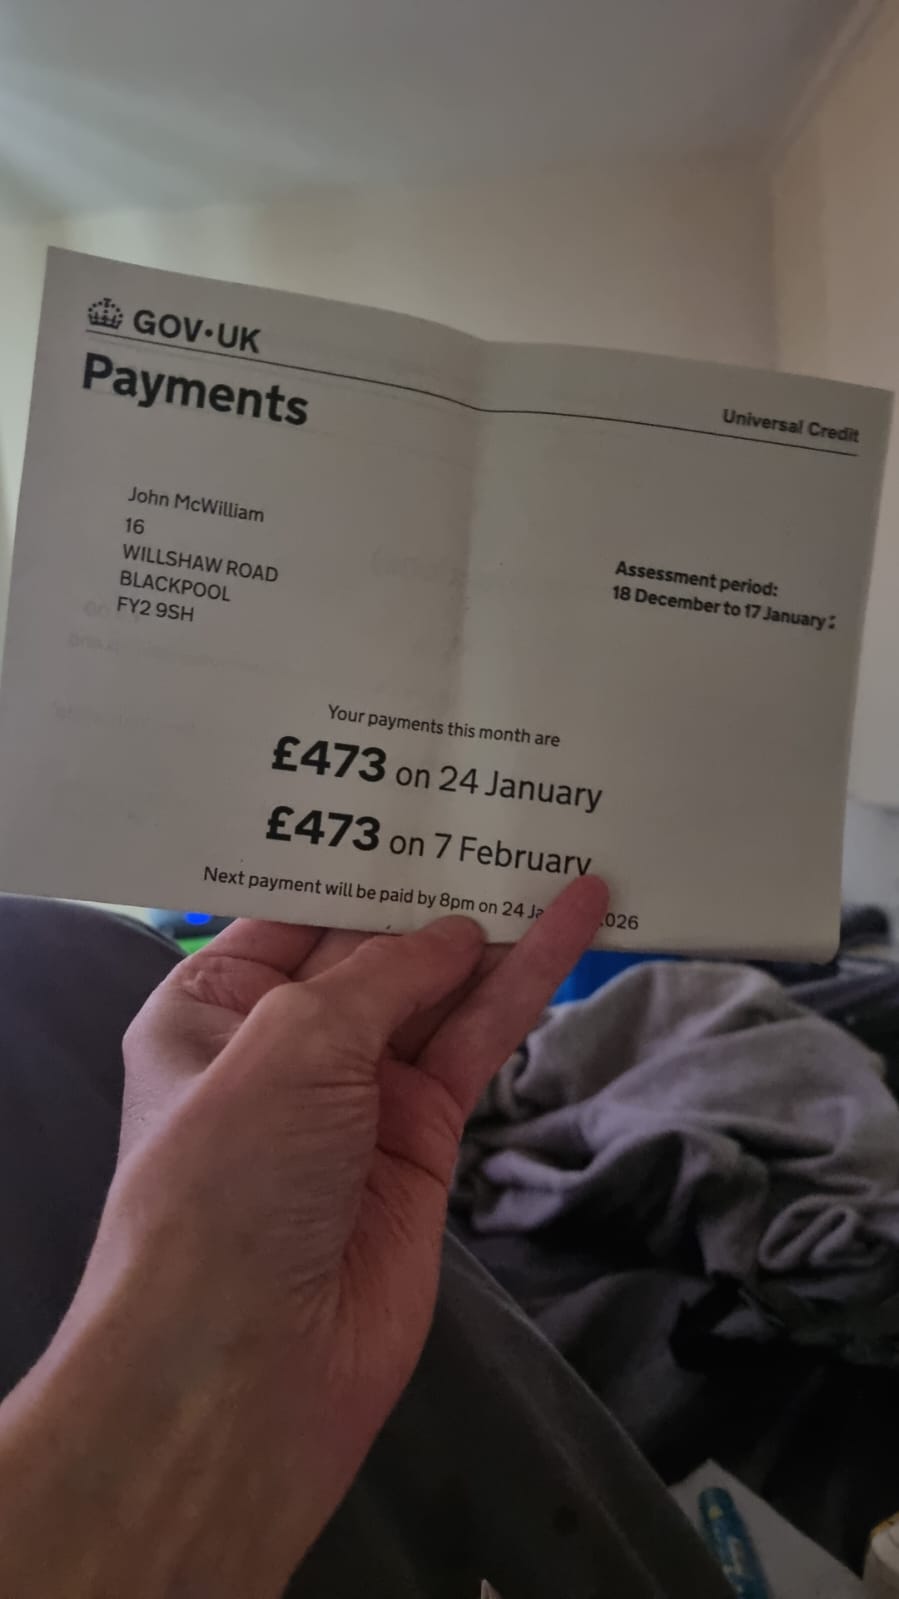 GOV•UK
Payments
Universal Credit
John McWilliam
16
WILLSHAW ROAD
BLACKPOOL
FY2 9SH
Assessment period:
18 December to 17 January
Your payments this month are
£473 on 24 January
£473 on 7 February
Next payment will be paid by 8pm on 24 Ja 026